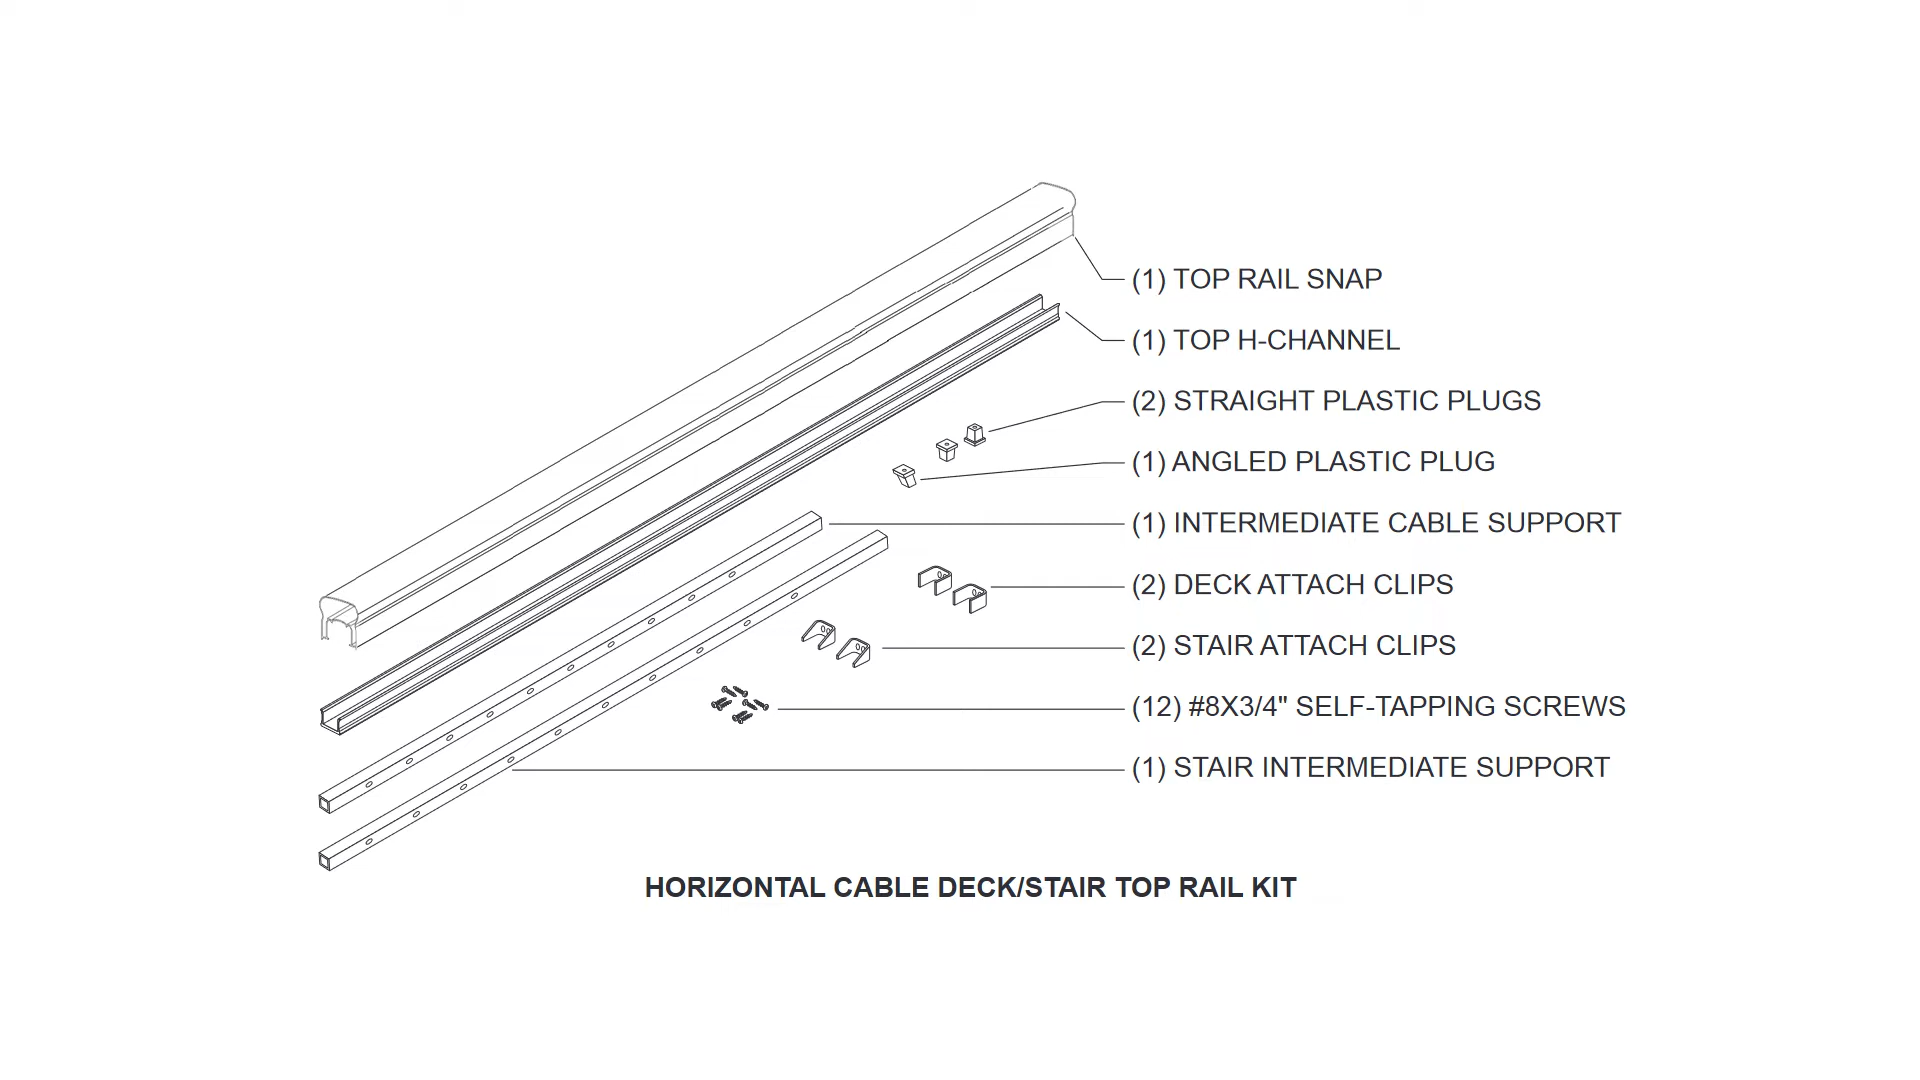 (1) TOP RAIL SNAP
(1) TOP H-CHANNEL
(2) STRAIGHT PLASTIC PLUGS
(1) ANGLED PLASTIC PLUG
(1) INTERMEDIATE CABLE SUPPORT
(2) DECK ATTACH CLIPS
(2) STAIR ATTACH CLIPS
(12) #8X3/4" SELF-TAPPING SCREWS
(1) STAIR INTERMEDIATE SUPPORT
HORIZONTAL CABLE DECK/STAIR TOP RAIL KIT